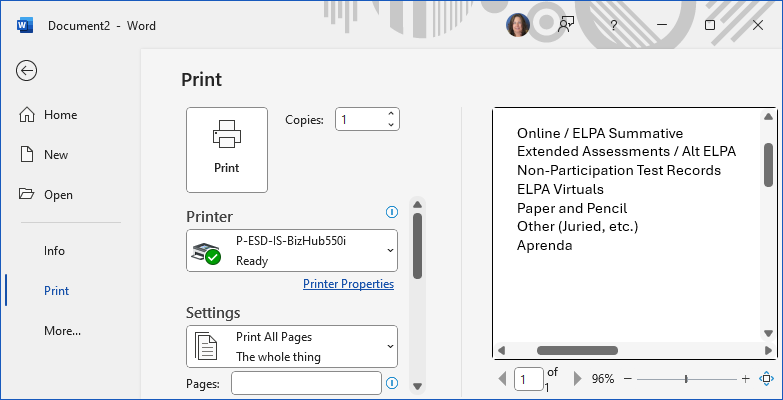 Document2 - Word
?
Home
New
Open
Info
Print
More...
Print
Print
Copies: 1
Printer
P-ESD-IS-BizHub550i
Ready
Printer Properties
Settings
Print All Pages
The whole thing
Pages:
Online / ELPA Summative
Extended Assessments / Alt ELPA
Non-Participation Test Records
ELPA Virtuals
Paper and Pencil
Other (Juried, etc.)
Aprenda
1 of 1
96%